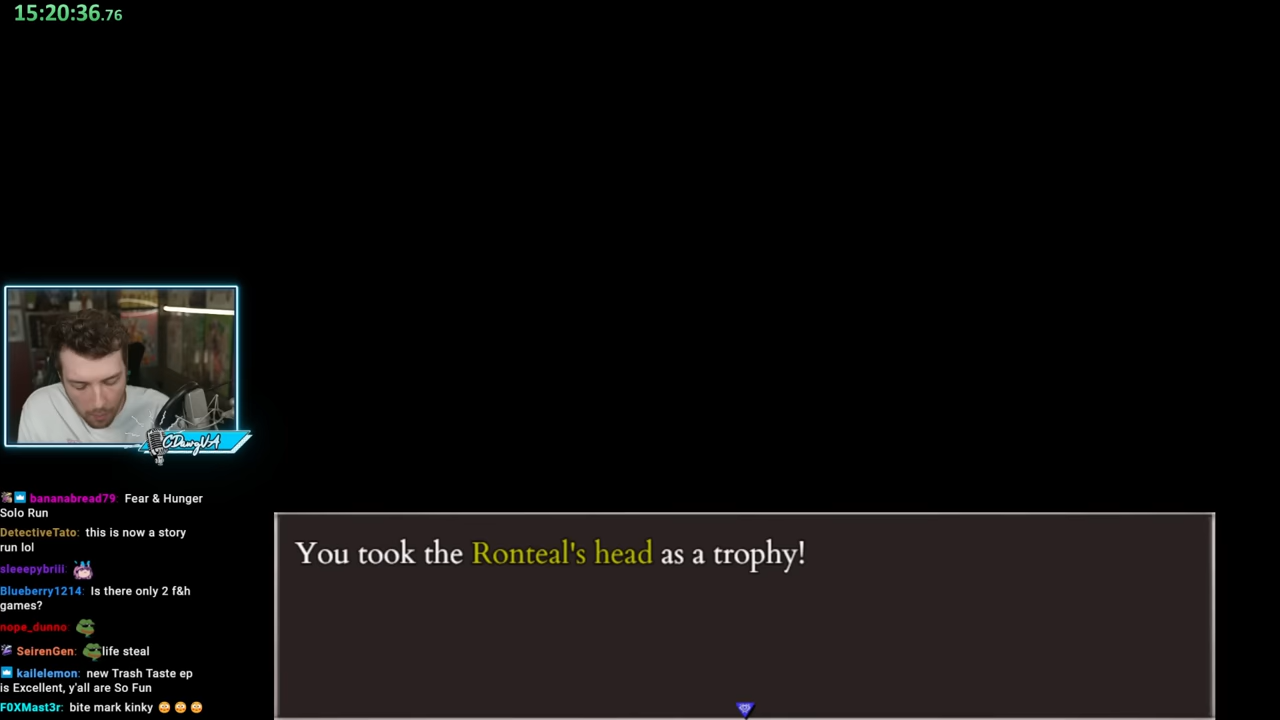 15:20:36.76
CDawgVA
bananabread79: Fear & Hunger
Solo Run
DetectiveTato: this is now a story
run lol
sleeepybriii:
Blueberry1214: Is there only 2 f&h
games?
nope_dunno:
SeirenGen: life steal
kailelemon: new Trash Taste ep
is Excellent, y'all are So Fun
F0XMast3r: bite mark kinky 😳 😳 😳
You took the Ronteal's head as a trophy!